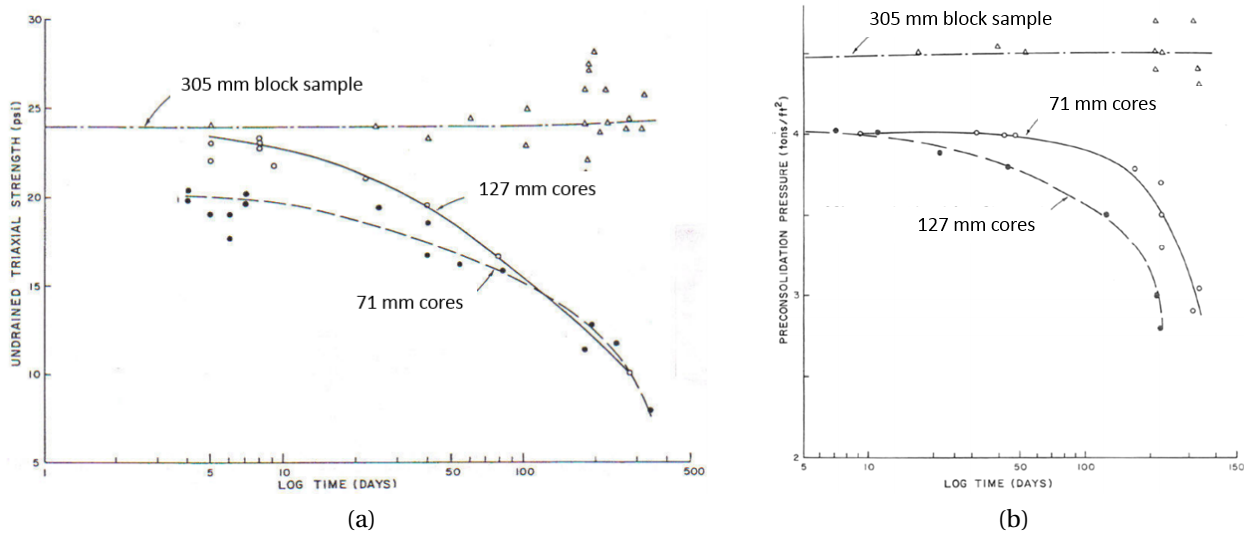 30
25
20
15
10
5
UNDRAINED TRIAXIAL STRENGTH (psi)
305 mm block sample
127 mm cores
71 mm cores
1
5
10
50
100
500
LOG TIME (DAYS)
(a)
305 mm block sample
71 mm cores
127 mm cores
4
3
2
PRECONSOLIDATION PRESSURE (tons/ft²)
5
10
50
100
150
LOG TIME (DAYS)
(b)